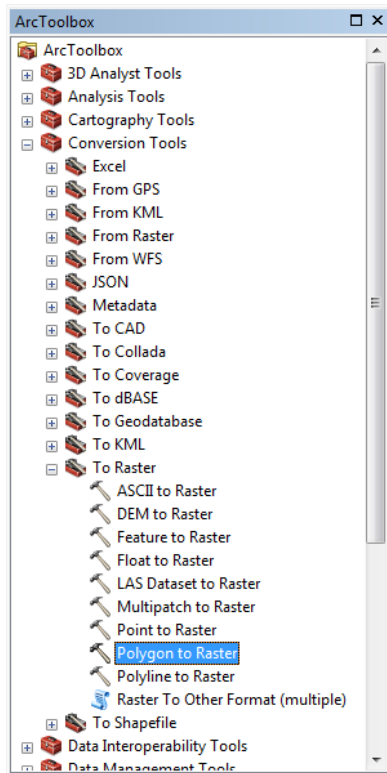 ArcToolbox
ArcToolbox
3D Analyst Tools
Analysis Tools
Cartography Tools
Conversion Tools
Excel
From GPS
From KML
From Raster
From WFS
JSON
Metadata
To CAD
To Collada
To Coverage
To dBASE
To Geodatabase
To KML
To Raster
ASCII to Raster
DEM to Raster
Feature to Raster
Float to Raster
LAS Dataset to Raster
Multipatch to Raster
Point to Raster
Polygon to Raster
Polyline to Raster
Raster To Other Format (multiple)
To Shapefile
Data Interoperability Tools
Data Management Tools